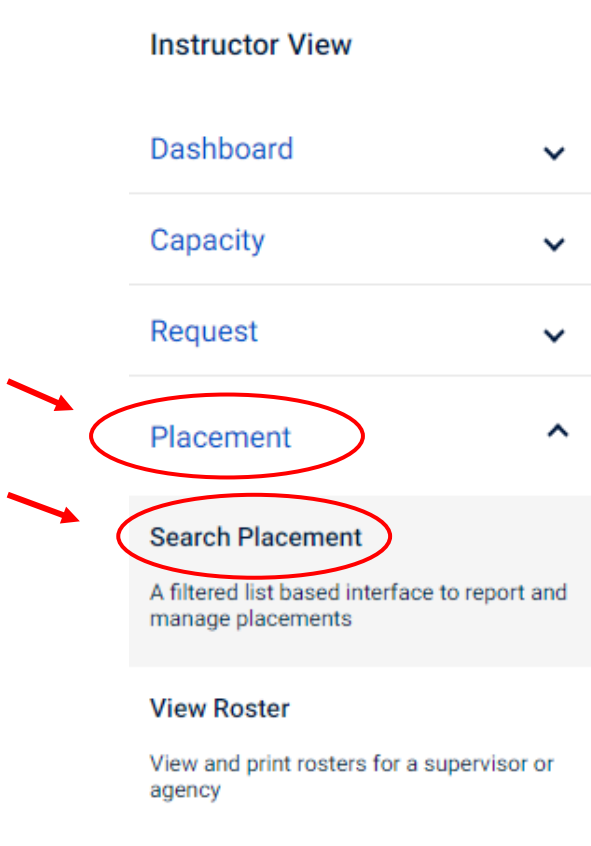 Instructor View
Dashboard
Capacity
Request
Placement
Search Placement
A filtered list based interface to report and
manage placements
View Roster
View and print rosters for a supervisor or
agency